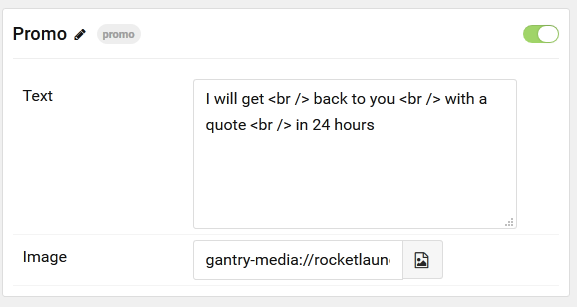 Promo promo
Text
I will get <br /> back to you <br /> with a
quote <br /> in 24 hours
Image
gantry-media://rocketlaun